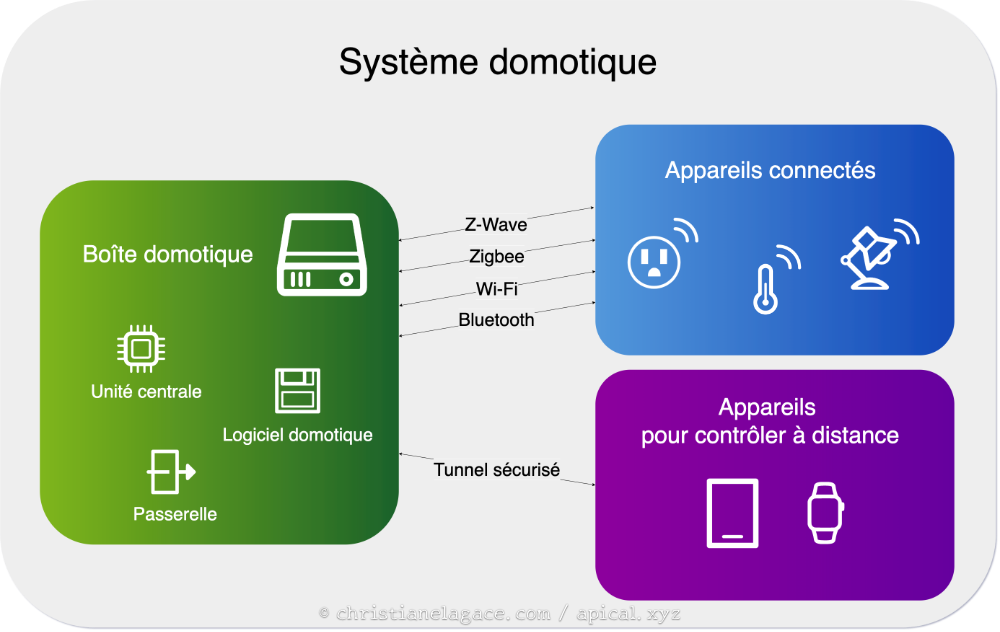 Système domotique
Boîte domotique
Unité centrale
Logiciel domotique
Passerelle
Z-Wave
Zigbee
Wi-Fi
Bluetooth
Tunnel sécurisé
Appareils connectés
Appareils
pour contrôler à distance
© christianelagace.com / apical.xyz